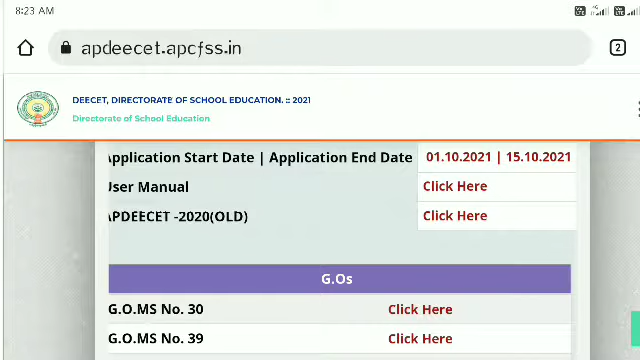 8:23 AM
apdeecet.apcfss.in
2
DEECET, DIRECTORATE OF SCHOOL EDUCATION. :: 2021
Directorate of School Education
Application Start Date | Application End Date 01.10.2021 | 15.10.2021
User Manual Click Here
APDEECET -2020(OLD) Click Here
G.Os
G.O.MS No. 30 Click Here
G.O.MS No. 39 Click Here